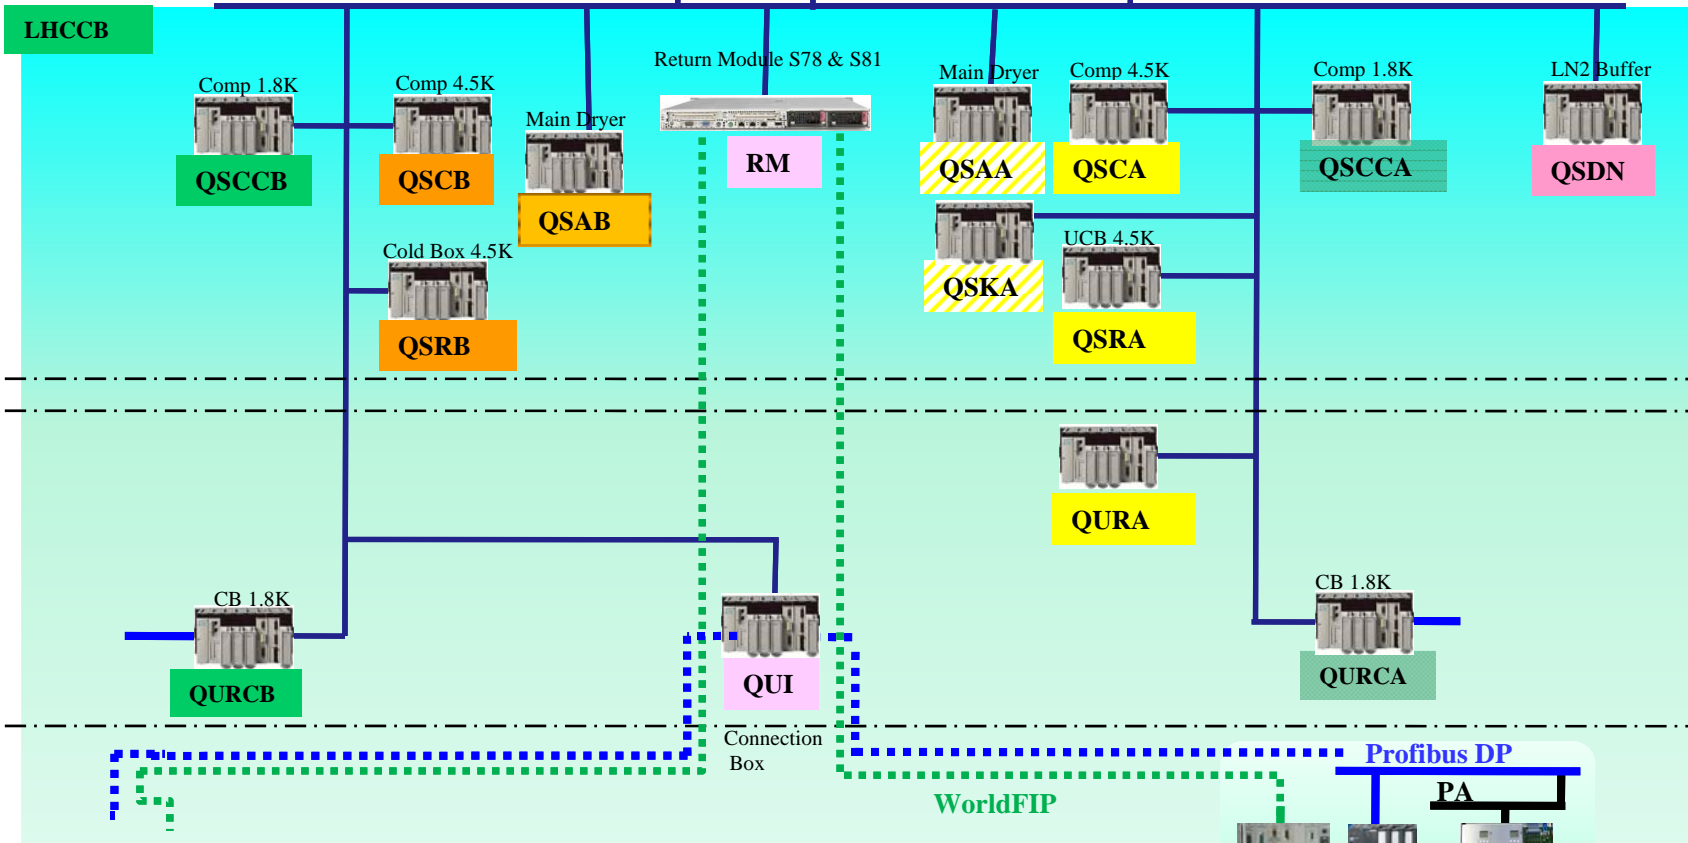 LHCCB
Return Module S78 & S81
Main Dryer
Comp 4.5K
Comp 1.8K
LN2 Buffer
Comp 1.8K
Comp 4.5K
Main Dryer
QSCCB
QSCB
RM
QSAA
QSCA
QSCCA
QSDN
QSAB
Cold Box 4.5K
UCB 4.5K
QSKA
QSRB
QSRA
QURA
CB 1.8K
CB 1.8K
QURCB
QUI
QURCA
Connection
Box
Profibus DP
PA
WorldFIP